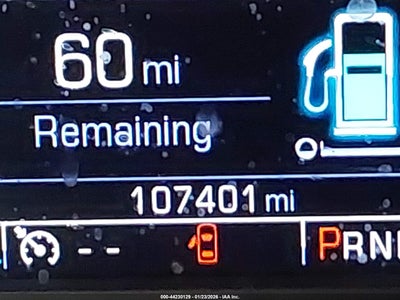 60 mi
Remaining
107401 mi
-- PRN
000-44230129 - 01/23/2026 - IAA Inc.